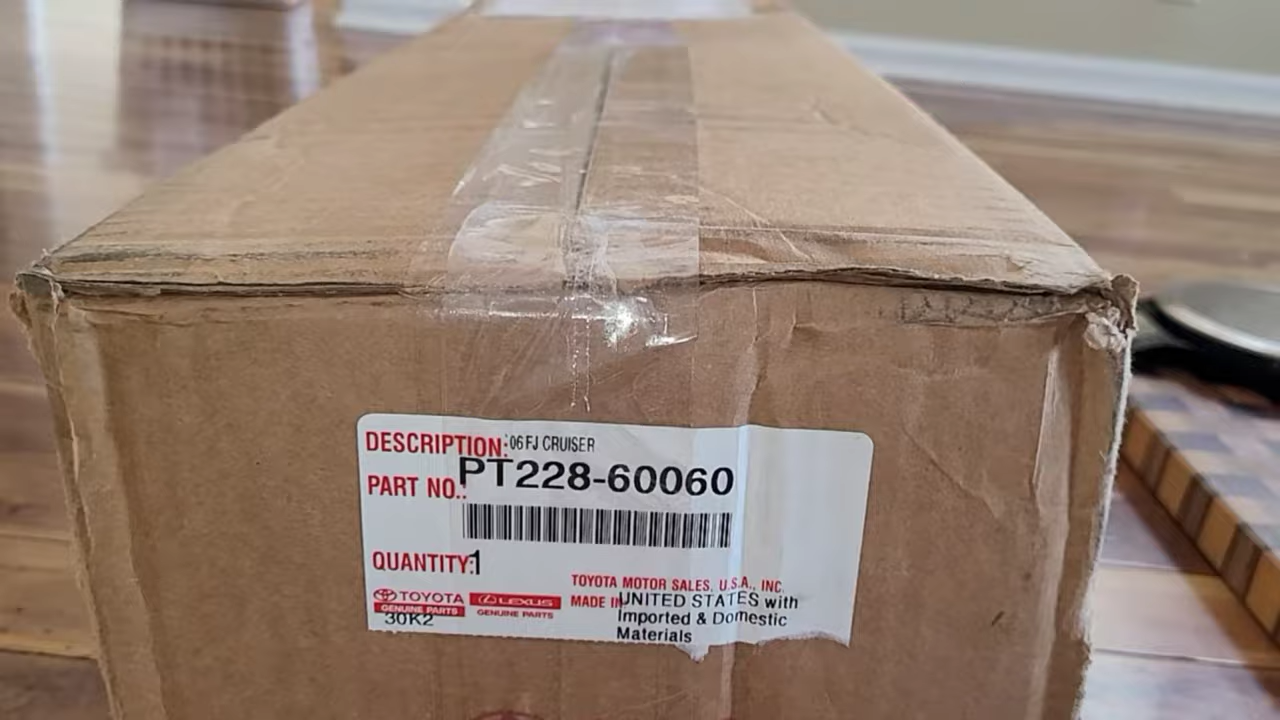 DESCRIPTION: '06 FJ CRUISER
PART NO.: PT228-60060
QUANTITY: 1
TOYOTA MOTOR SALES, U.S.A., INC.
TOYOTA
GENUINE PARTS
LEXUS
GENUINE PARTS
MADE IN UNITED STATES with
Imported & Domestic
Materials
30K2